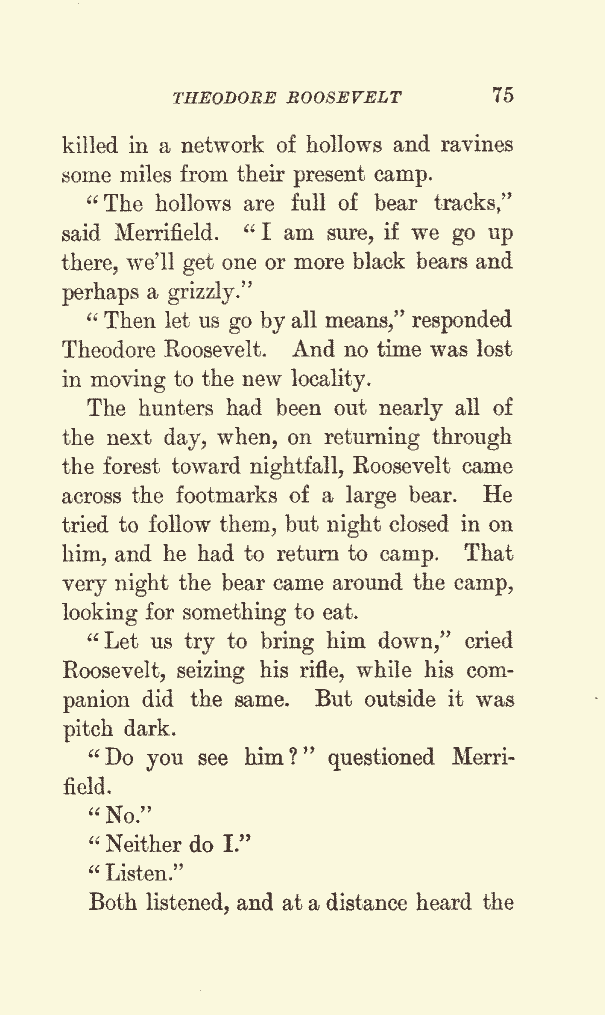 THEODORE ROOSEVELT 75
killed in a network of hollows and ravines
some miles from their present camp.
"The hollows are full of bear tracks,"
said Merrifield. "I am sure, if we go up
there, we'll get one or more black bears and
perhaps a grizzly."
"Then let us go by all means," responded
Theodore Roosevelt. And no time was lost
in moving to the new locality.
The hunters had been out nearly all of
the next day, when, on returning through
the forest toward nightfall, Roosevelt came
across the footmarks of a large bear. He
tried to follow them, but night closed in on
him, and he had to return to camp. That
very night the bear came around the camp,
looking for something to eat.
"Let us try to bring him down," cried
Roosevelt, seizing his rifle, while his com-
panion did the same. But outside it was
pitch dark.
"Do you see him?" questioned Merri-
field.
"No."
"Neither do I."
"Listen."
Both listened, and at a distance heard the